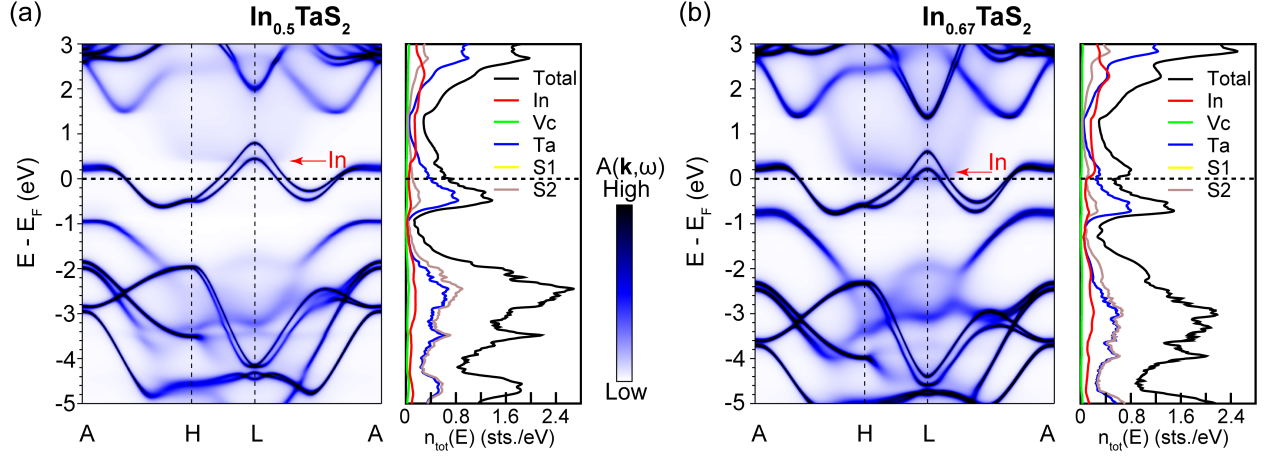 (a) In0.5TaS2
3
2
1
0
-1
-2
-3
-4
-5
E - EF (eV)
In
A H L A
Total
In
Vc
Ta
S1
S2
0 0.8 1.6 2.4
ntot(E) (sts./eV)
A(k,ω)
High
Low
(b) In0.67TaS2
3
2
1
0
-1
-2
-3
-4
-5
E - EF (eV)
In
A H L A
Total
In
Vc
Ta
S1
S2
0 0.8 1.6 2.4
ntot(E) (sts./eV)